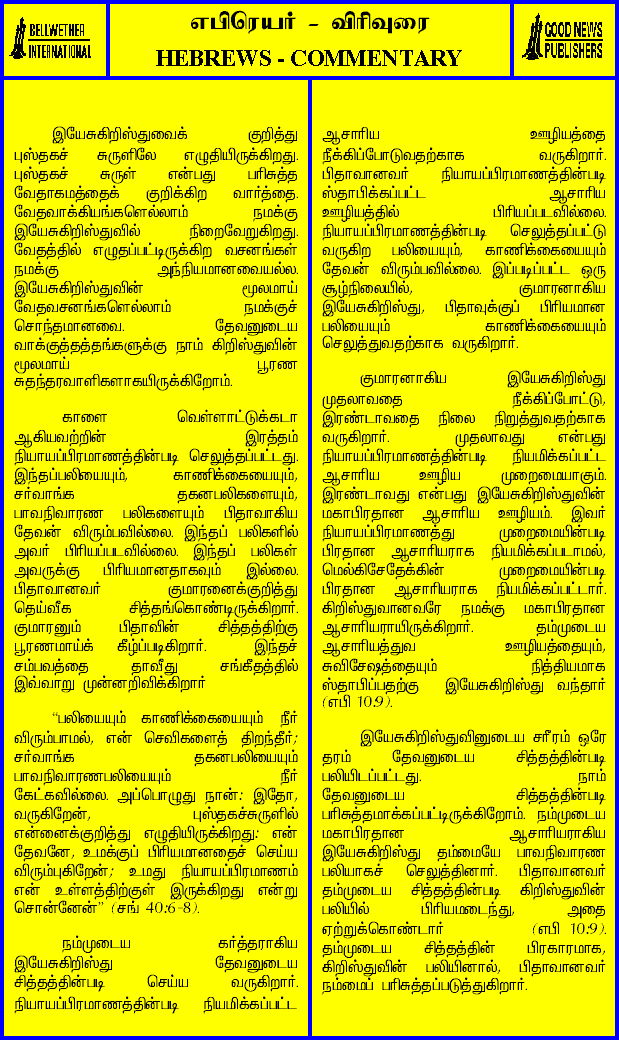 BELLWETHER
INTERNATIONAL
எபிரெயர் - விரிவுரை
HEBREWS - COMMENTARY
GOOD NEWS
PUBLISHERS
இயேசுகிறிஸ்துவைக் குறித்து
புஸ்தகச் சுருளிலே எழுதியிருக்கிறது.
புஸ்தகச் சுருள் என்பது பரிசுத்த
வேதாகமத்தைக் குறிக்கிற வார்த்தை.
வேதவாக்கியங்களெல்லாம் நமக்கு
இயேசுகிறிஸ்துவில் நிறைவேறுகிறது.
வேதத்தில் எழுதப்பட்டிருக்கிற வசனங்கள்
நமக்கு அந்நியமானவையல்ல.
இயேசுகிறிஸ்துவின் மூலமாய்
வேதவசனங்களெல்லாம் நமக்குச்
சொந்தமானவை. தேவனுடைய
வாக்குத்தத்தங்களுக்கு நாம் கிறிஸ்துவின்
மூலமாய் பூரண
சுதந்தரவாளிகளாகயிருக்கிறோம்.
காளை வெள்ளாட்டுக்கடா
ஆகியவற்றின் இரத்தம்
நியாயப்பிரமாணத்தின்படி செலுத்தப்பட்டது.
இந்தப்பலியையும், காணிக்கையையும்,
சர்வாங்க தகனபலிகளையும்,
பாவநிவாரண பலிகளையும் பிதாவாகிய
தேவன் விரும்பவில்லை. இந்தப் பலிகளில்
அவர் பிரியப்படவில்லை. இந்தப் பலிகள்
அவருக்கு பிரியமானதாகவும் இல்லை.
பிதாவானவர் குமாரனைக்குறித்து
தெய்வீக சித்தங்கொண்டிருக்கிறார்.
குமாரனும் பிதாவின் சித்தத்திற்கு
பூரணமாய்க் கீழ்ப்படிகிறார். இந்தச்
சம்பவத்தை தாவீது சங்கீதத்தில்
இவ்வாறு முன்னறிவிக்கிறார்
“பலியையும் காணிக்கையையும் நீர்
விரும்பாமல், என் செவிகளைத் திறந்தீர்;
சர்வாங்க தகனபலியையும்
பாவநிவாரணபலியையும் நீர்
கேட்கவில்லை. அப்பொழுது நான்: இதோ,
வருகிறேன், புஸ்தகச்சுருளில்
என்னைக்குறித்து எழுதியிருக்கிறது; என்
தேவனே, உமக்குப் பிரியமானதைச் செய்ய
விரும்புகிறேன்; உமது நியாயப்பிரமாணம்
என் உள்ளத்திற்குள் இருக்கிறது என்று
சொன்னேன்” (சங் 40:6-8).
நம்முடைய கர்த்தராகிய
இயேசுகிறிஸ்து தேவனுடைய
சித்தத்தின்படி செய்ய வருகிறார்.
நியாயப்பிரமாணத்தின்படி நியமிக்கப்பட்ட
ஆசாரிய ஊழியத்தை
நீக்கிப்போடுவதற்காக வருகிறார்.
பிதாவானவர் நியாயப்பிரமாணத்தின்படி
ஸ்தாபிக்கப்பட்ட ஆசாரிய
ஊழியத்தில் பிரியப்படவில்லை.
நியாயப்பிரமாணத்தின்படி செலுத்தப்பட்டு
வருகிற பலியையும், காணிக்கையையும்
தேவன் விரும்பவில்லை. இப்படிப்பட்ட ஒரு
சூழ்நிலையில், குமாரனாகிய
இயேசுகிறிஸ்து, பிதாவுக்குப் பிரியமான
பலியையும் காணிக்கையையும்
செலுத்துவதற்காக வருகிறார்.
குமாரனாகிய இயேசுகிறிஸ்து
முதலாவதை நீக்கிப்போட்டு,
இரண்டாவதை நிலை நிறுத்துவதற்காக
வருகிறார். முதலாவது என்பது
நியாயப்பிரமாணத்தின்படி நியமிக்கப்பட்ட
ஆசாரிய ஊழிய முறைமையாகும்.
இரண்டாவது என்பது இயேசுகிறிஸ்துவின்
மகாபிரதான ஆசாரிய ஊழியம். இவர்
நியாயப்பிரமாணத்து முறைமையின்படி
பிரதான ஆசாரியராக நியமிக்கப்படாமல்,
மெல்கிசேதேக்கின் முறைமையின்படி
பிரதான ஆசாரியராக நியமிக்கப்பட்டார்.
கிறிஸ்துவானவரே நமக்கு மகாபிரதான
ஆசாரியராயிருக்கிறார். தம்முடைய
ஆசாரியத்துவ ஊழியத்தையும்,
சுவிசேஷத்தையும் நித்தியமாக
ஸ்தாபிப்பதற்கு இயேசுகிறிஸ்து வந்தார்
(எபி 10:9).
இயேசுகிறிஸ்துவினுடைய சரீரம் ஒரே
தரம் தேவனுடைய சித்தத்தின்படி
பலியிடப்பட்டது. நாம்
தேவனுடைய சித்தத்தின்படி
பரிசுத்தமாக்கப்பட்டிருக்கிறோம். நம்முடைய
மகாபிரதான ஆசாரியராகிய
இயேசுகிறிஸ்து தம்மையே பாவநிவாரண
பலியாகச் செலுத்தினார். பிதாவானவர்
தம்முடைய சித்தத்தின்படி கிறிஸ்துவின்
பலியில் பிரியமடைந்து, அதை
ஏற்றுக்கொண்டார் (எபி 10:9).
தம்முடைய சித்தத்தின் பிரகாரமாக,
கிறிஸ்துவின் பலியினால், பிதாவானவர்
நம்மைப் பரிசுத்தப்படுத்துகிறார்.